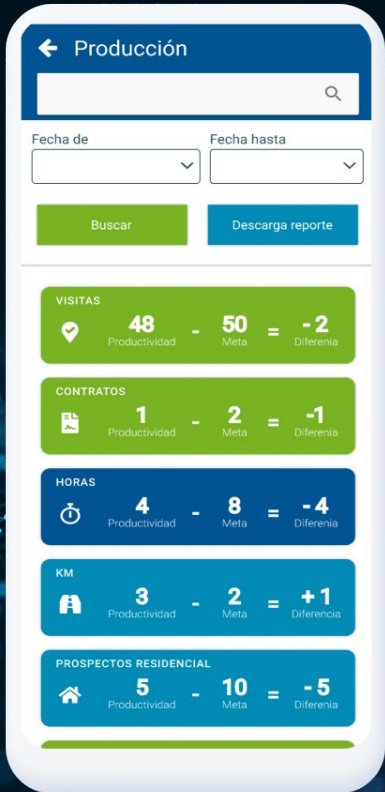 Producción
Fecha de Fecha hasta
Buscar Descarga reporte
VISITAS
48 - 50 = -2
Productividad Meta Diferenia
CONTRATOS
1 - 2 = -1
Productividad Meta Diferenia
HORAS
4 - 8 = -4
Productividad Meta Diferenia
KM
3 - 2 = +1
Productividad Meta Diferencia
PROSPECTOS RESIDENCIAL
5 - 10 = -5
Productividad Meta Diferenia